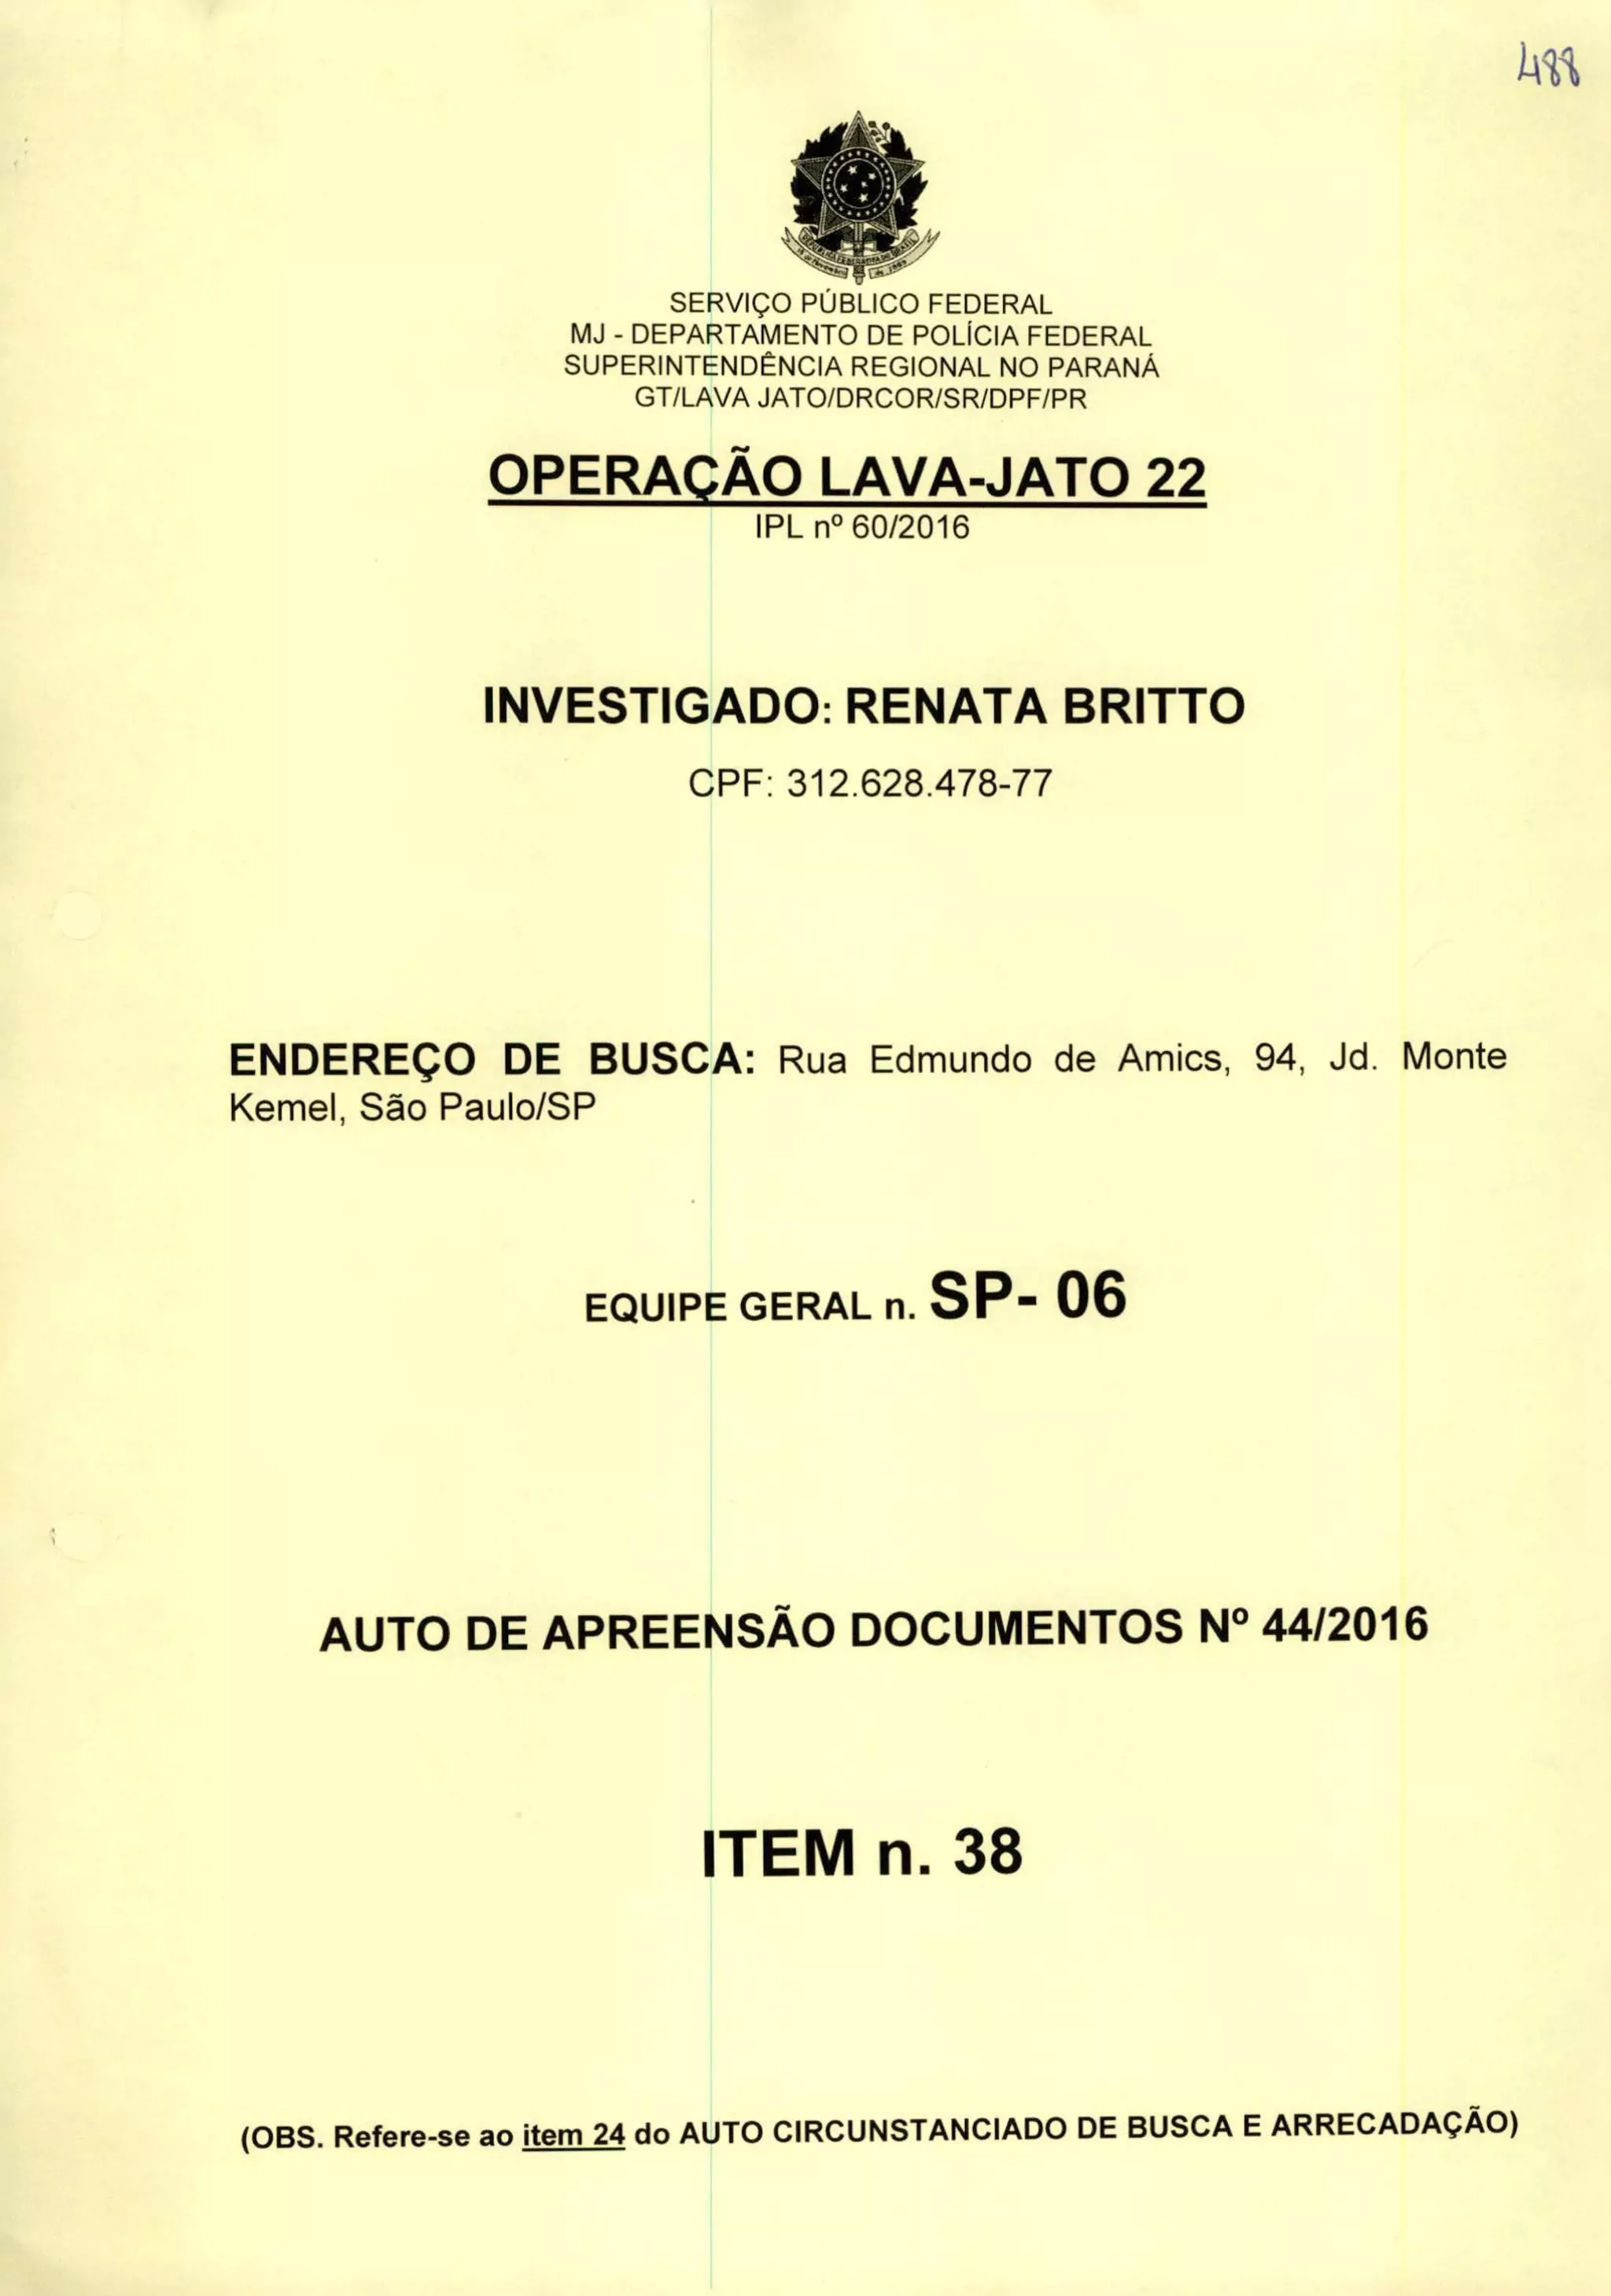 488
SERVIÇO PÚBLICO FEDERAL
MJ - DEPARTAMENTO DE POLÍCIA FEDERAL
SUPERINTENDÊNCIA REGIONAL NO PARANÁ
GT/LAVA JATO/DRCOR/SR/DPF/PR
OPERAÇÃO LAVA-JATO 22
IPL nº 60/2016
INVESTIGADO: RENATA BRITTO
CPF: 312.628.478-77
ENDEREÇO DE BUSCA: Rua Edmundo de Amics, 94, Jd. Monte
Kemel, São Paulo/SP
EQUIPE GERAL n. SP- 06
AUTO DE APREENSÃO DOCUMENTOS Nº 44/2016
ITEM n. 38
(OBS. Refere-se ao item 24 do AUTO CIRCUNSTANCIADO DE BUSCA E ARRECADAÇÃO)